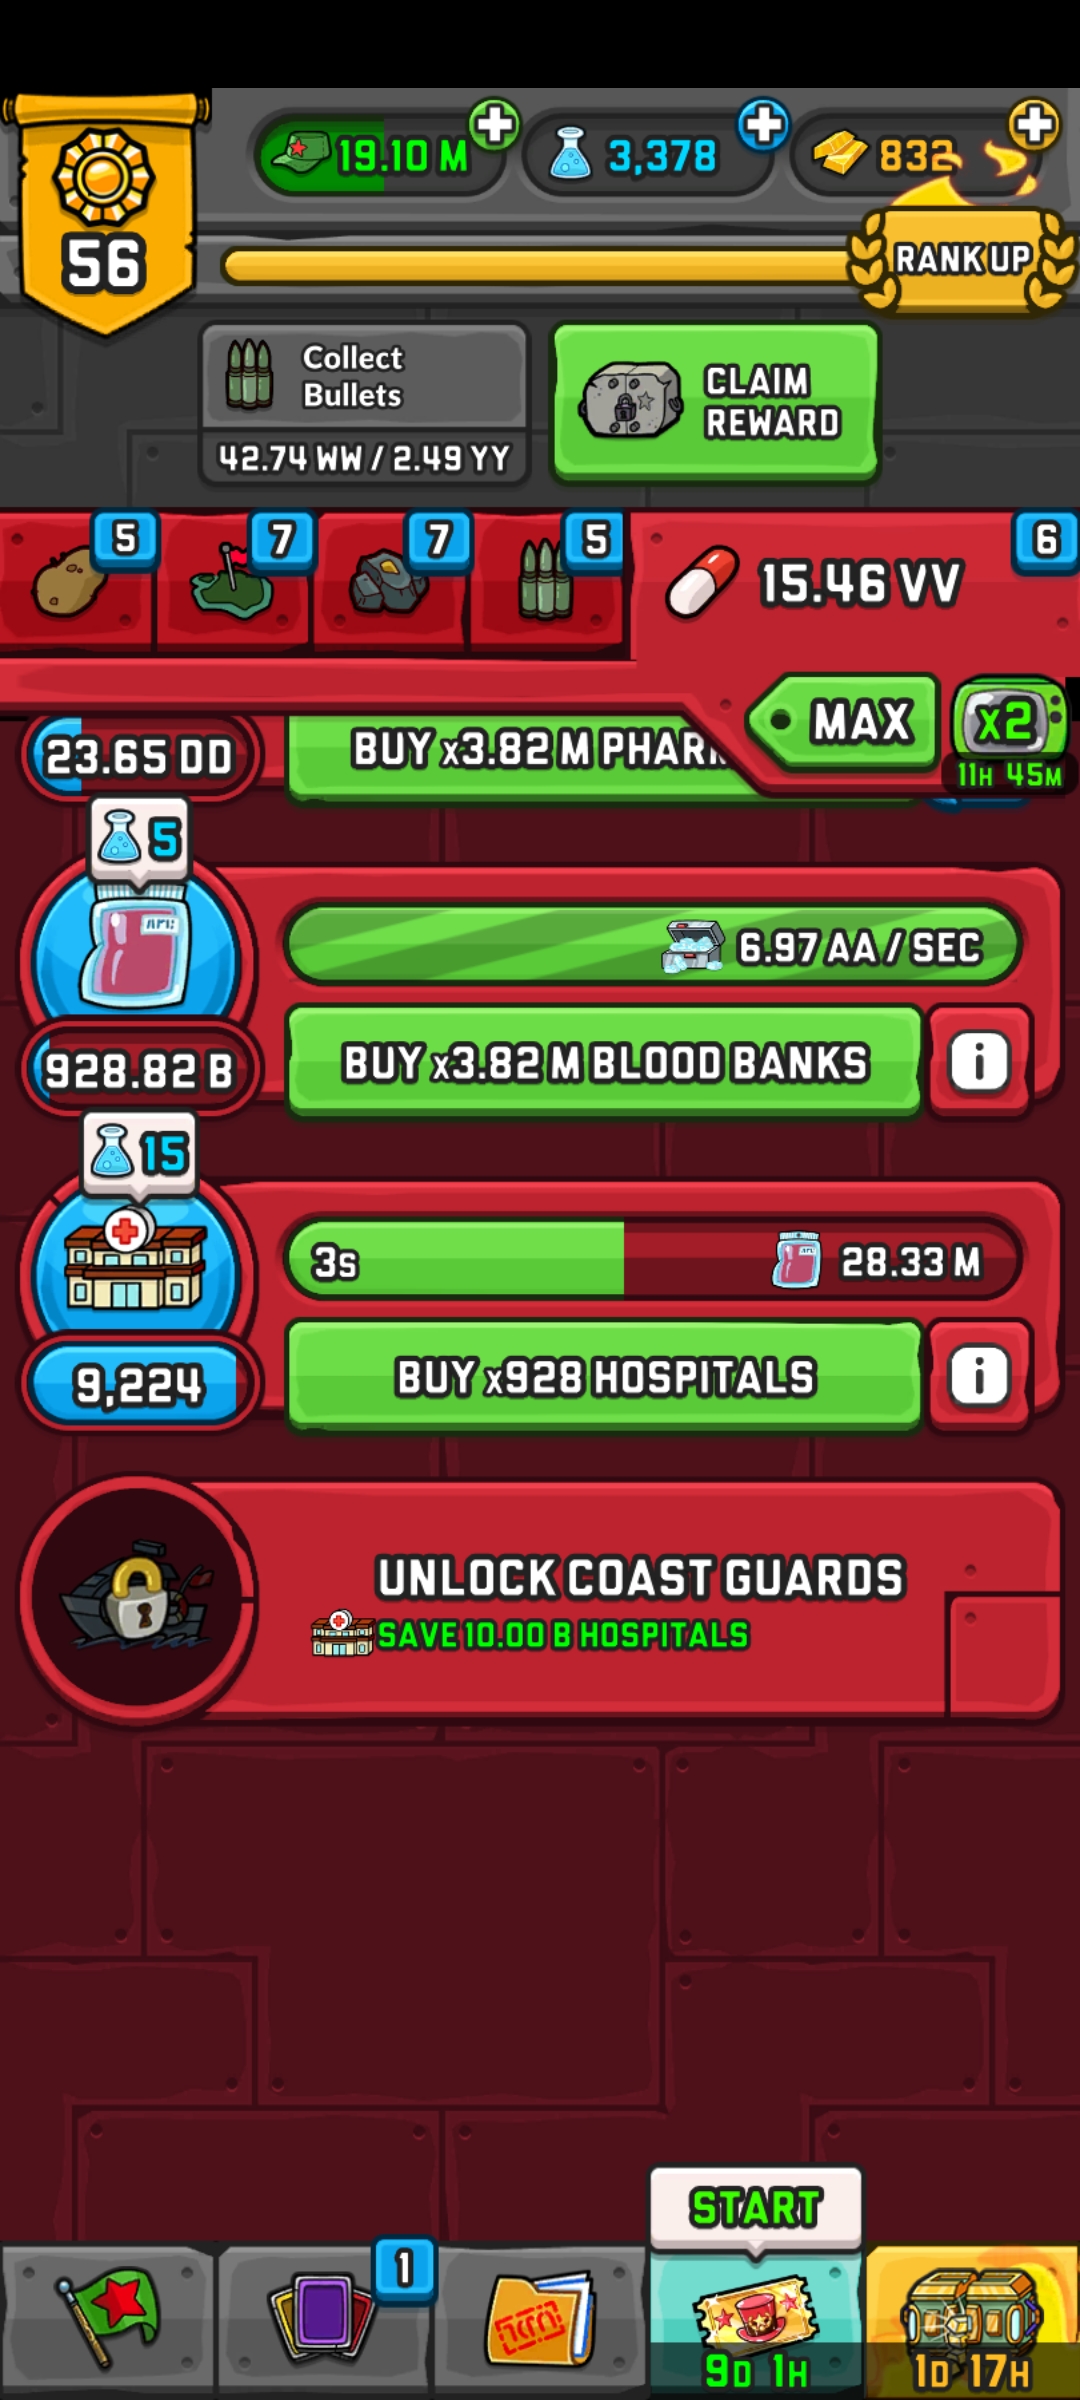 19.10 M
3,378
832
56
RANK UP
Collect
Bullets
42.74 WW / 2.49 YY
CLAIM
REWARD
5
7
7
5
15.46 VV
6
MAX
x2
11H 45M
23.65 DD
BUY x3.82 M PHAR
5
6.97 AA / SEC
928.82 B
BUY x3.82 M BLOOD BANKS
i
15
3s
28.33 M
9,224
BUY x928 HOSPITALS
i
UNLOCK COAST GUARDS
SAVE 10.00 B HOSPITALS
START
1
9D 1H
1D 17H